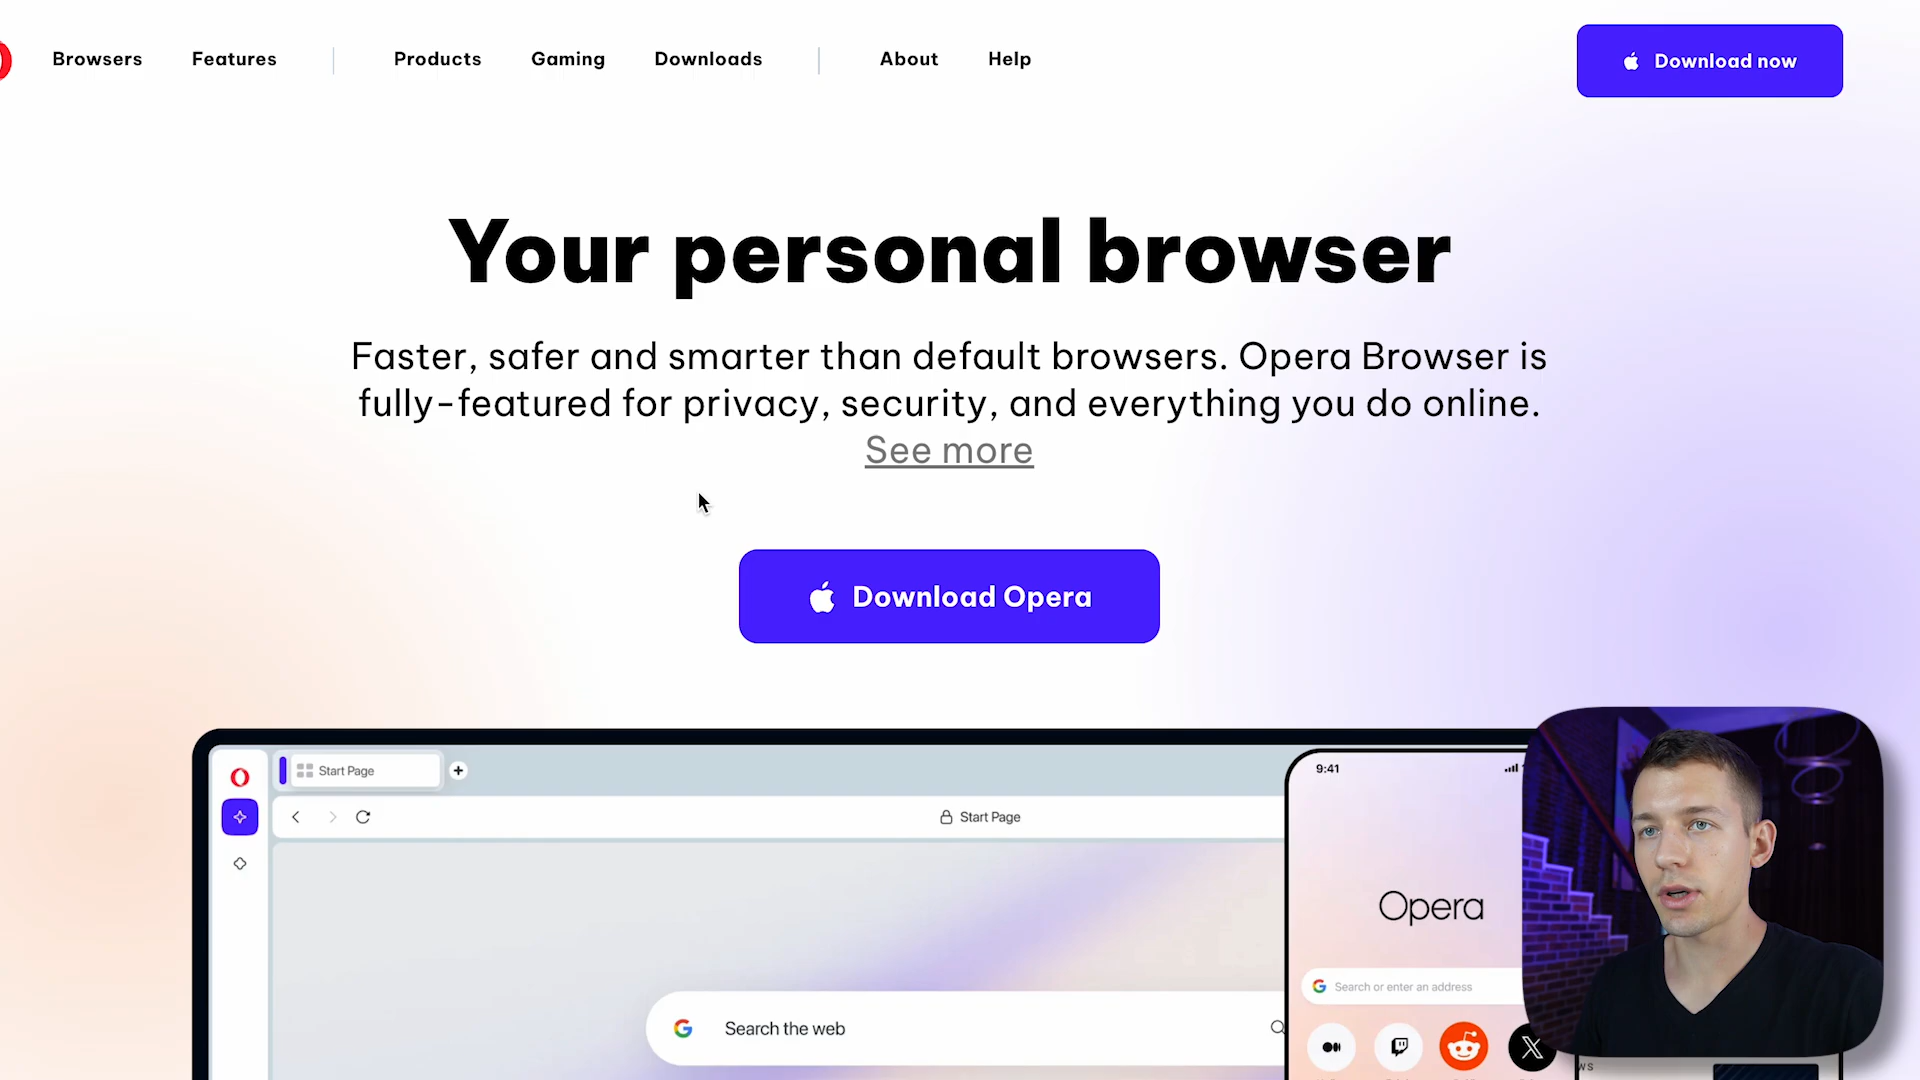 Browsers Features Products Gaming Downloads About Help Download now
Your personal browser
Faster, safer and smarter than default browsers. Opera Browser is
fully-featured for privacy, security, and everything you do online.
See more
Download Opera
Start Page
Start Page
Search the web
9:41
Opera
Search or enter an address